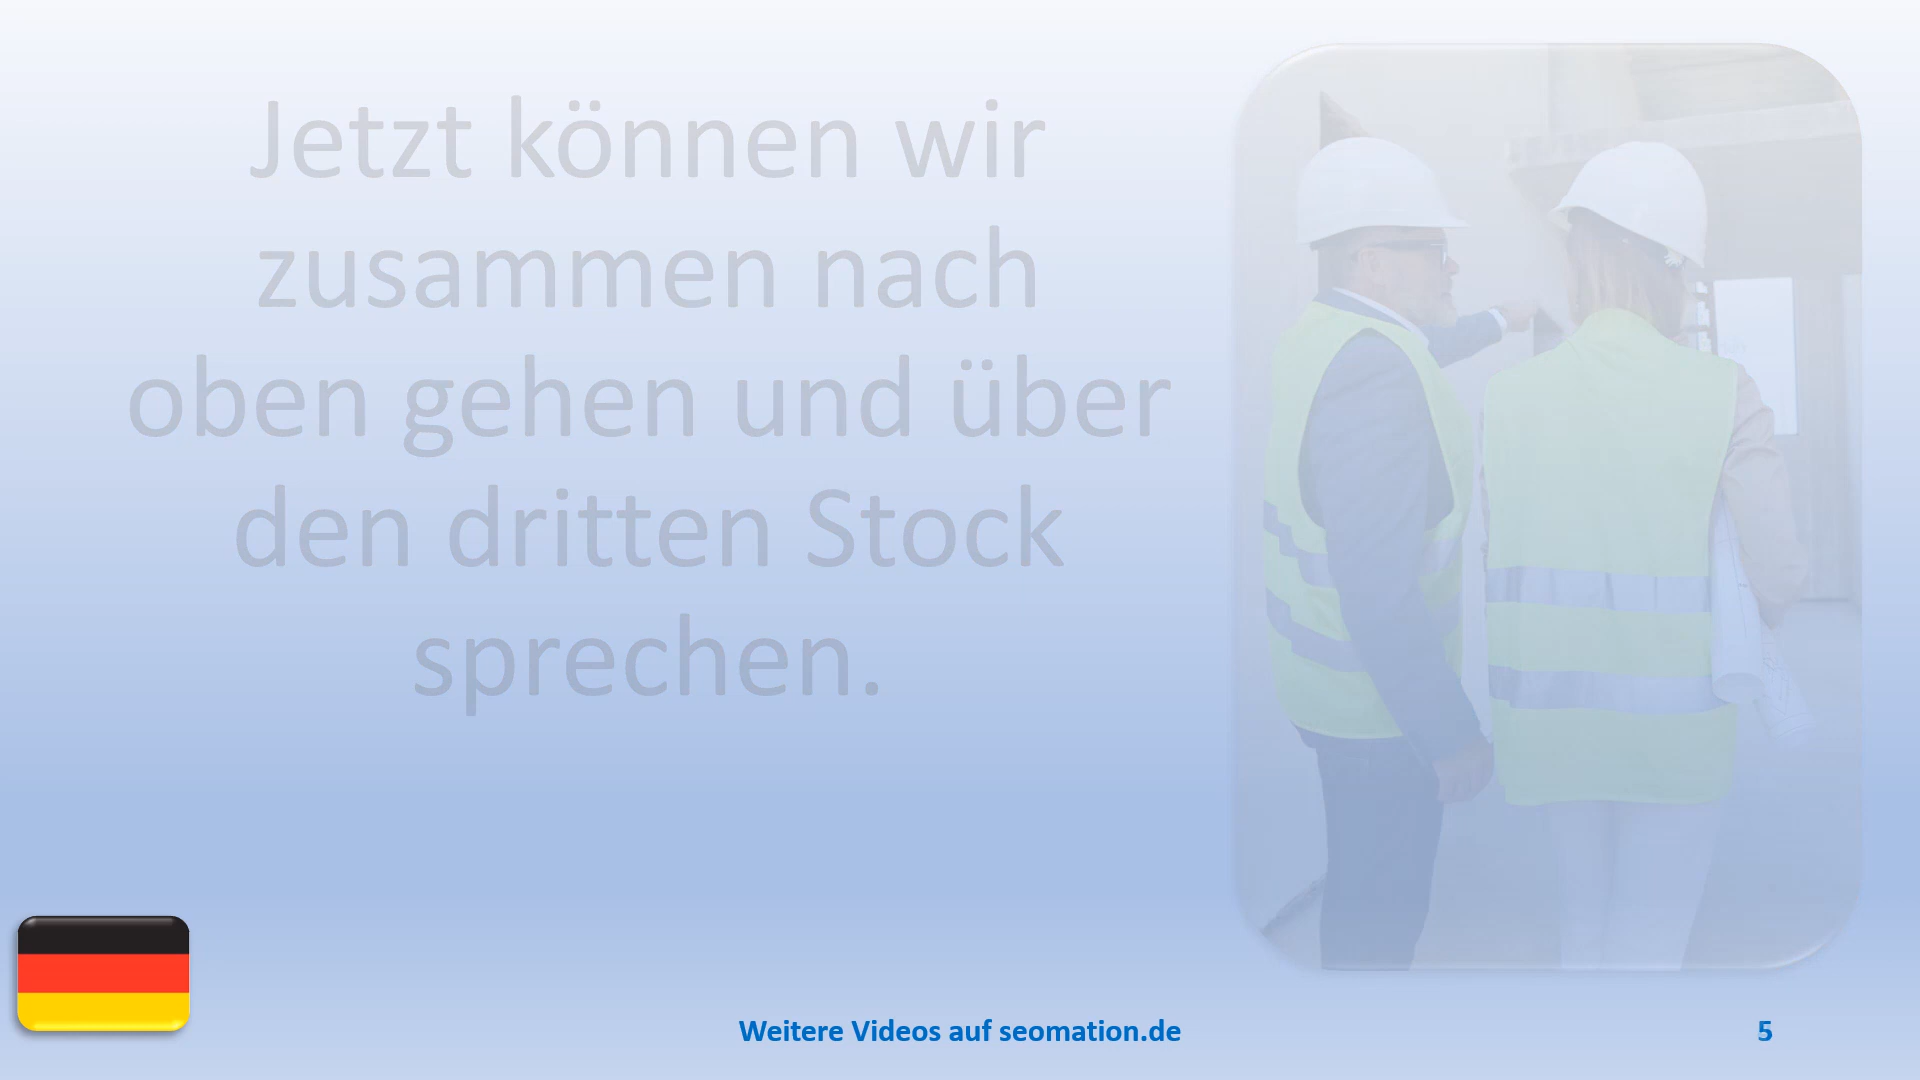 Jetzt können wir
zusammen nach
oben gehen und über
den dritten Stock
sprechen.
Weitere Videos auf seomation.de
5